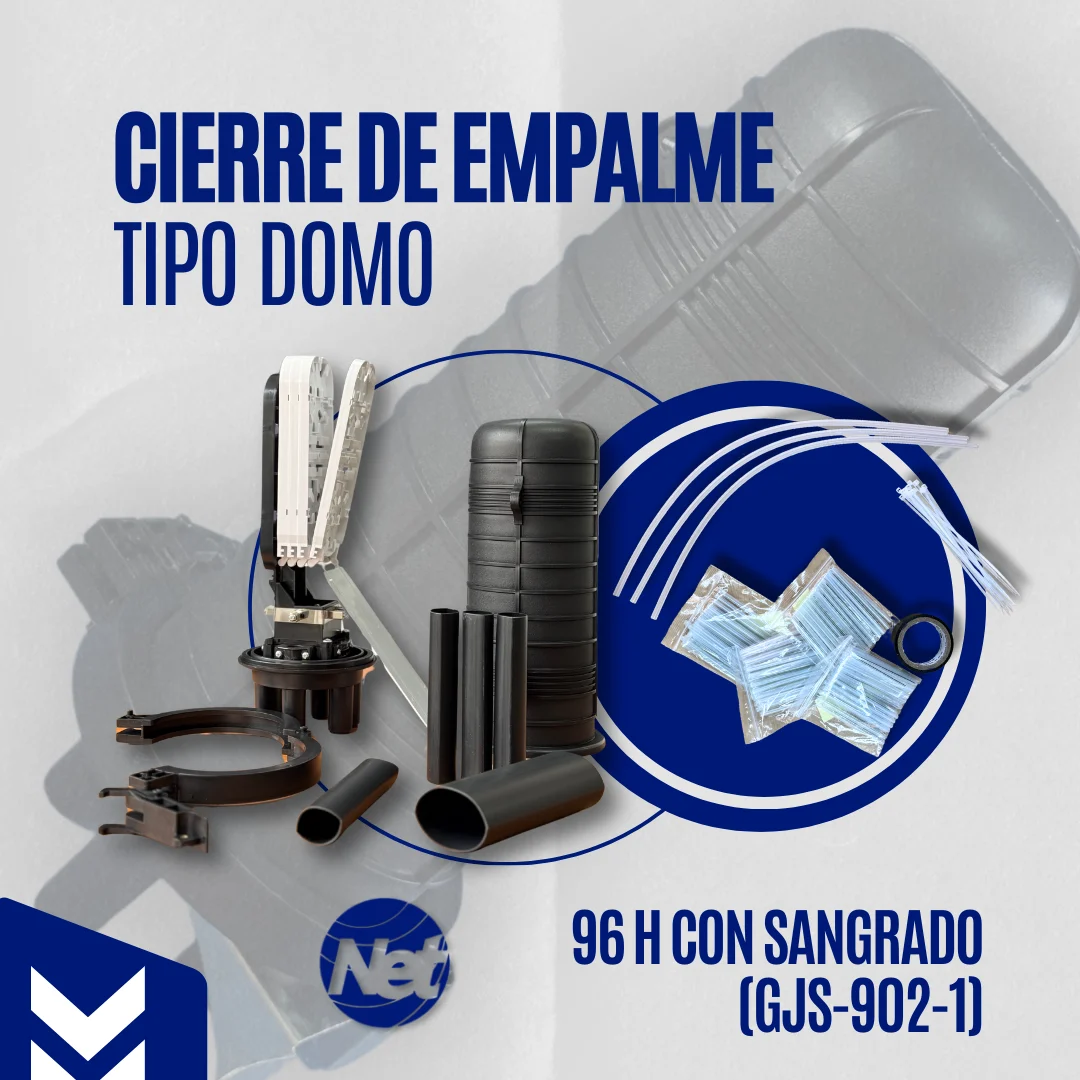 CIERRE DE EMPALME
TIPO DOMO
Net
96 H CON SANGRADO
(GJS-902-1)